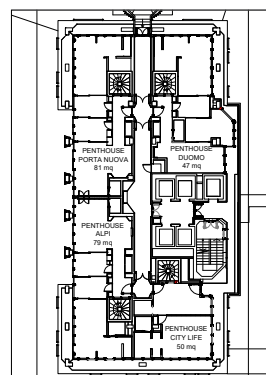 PENTHOUSE
PORTA NUOVA
81 mq
PENTHOUSE
DUOMO
47 mq
PENTHOUSE
ALPI
79 mq
PENTHOUSE
CITY LIFE
50 mq